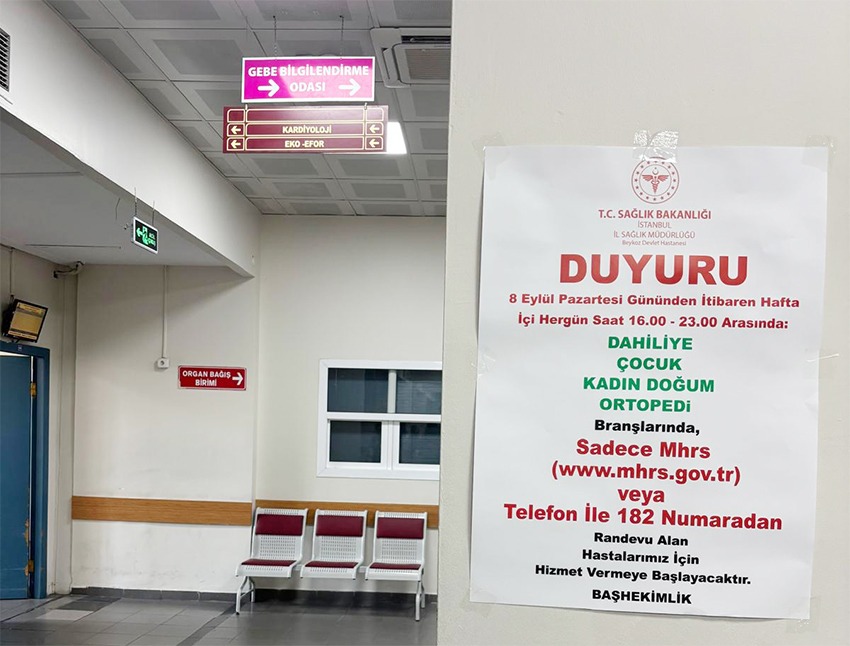 GEBE BİLGİLENDİRME
ODASI
KARDİYOLOJİ
EKO -EFOR
ORGAN BAĞIŞ
BİRİMİ
T.C. SAĞLIK BAKANLIĞI
İSTANBUL
İL SAĞLIK MÜDÜRLÜĞÜ
Beykoz Devlet Hastanesi
DUYURU
8 Eylül Pazartesi Gününden İtibaren Hafta
İçi Hergün Saat 16.00 - 23.00 Arasında:
DAHİLİYE
ÇOCUK
KADIN DOĞUM
ORTOPEDi
Branşlarında,
Sadece Mhrs
(www.mhrs.gov.tr)
veya
Telefon İle 182 Numaradan
Randevu Alan
Hastalarımız İçin
Hizmet Vermeye Başlayacaktır.
BAŞHEKİMLİK